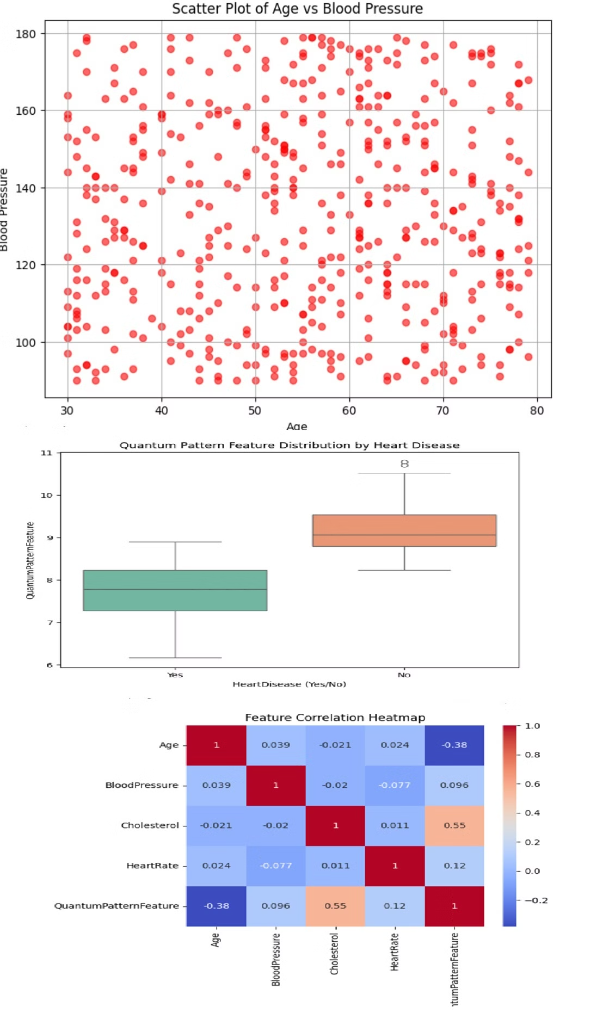 Scatter Plot of Age vs Blood Pressure
180
160
140
120
100
Blood Pressure
30 40 50 60 70 80
Age
Quantum Pattern Feature Distribution by Heart Disease
11
10
9
8
7
6
QuantumPatternFeature
Yes No
HeartDisease (Yes/No)
Feature Correlation Heatmap
Age 1 0.039 -0.021 0.024 -0.38
BloodPressure 0.039 1 -0.02 -0.077 0.096
Cholesterol -0.021 -0.02 1 0.011 0.55
HeartRate 0.024 -0.077 0.011 1 0.12
QuantumPatternFeature -0.38 0.096 0.55 0.12 1
Age BloodPressure Cholesterol HeartRate tumPatternFeature
1.0
0.8
0.6
0.4
0.2
0.0
−0.2